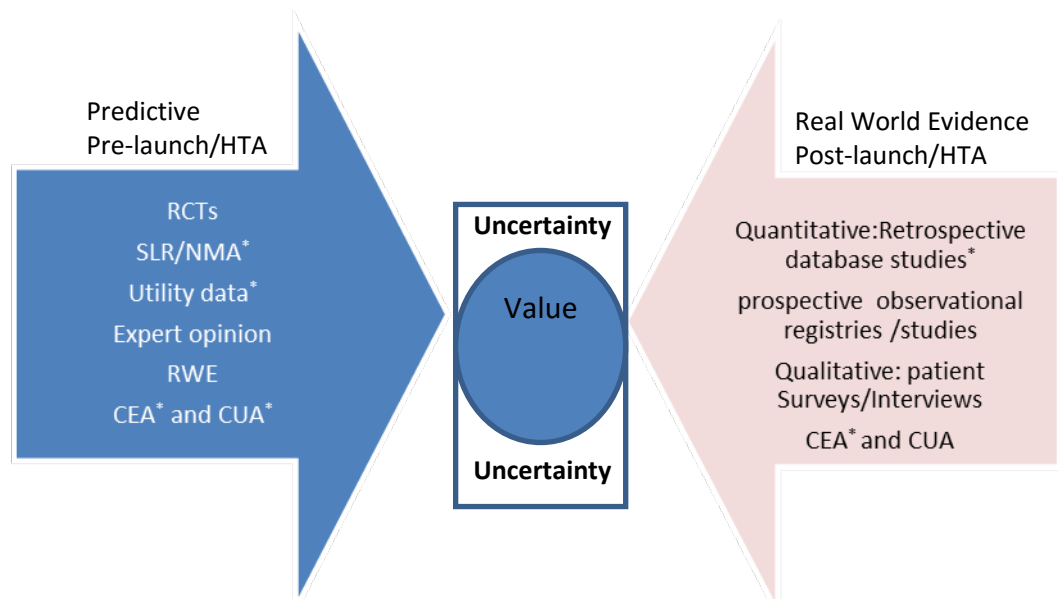 Predictive
Pre-launch/HTA
RCTs
SLR/NMA*
Utility data*
Expert opinion
RWE
CEA* and CUA*
Uncertainty
Value
Uncertainty
Real World Evidence
Post-launch/HTA
Quantitative:Retrospective
database studies*
prospective observational
registries /studies
Qualitative: patient
Surveys/Interviews
CEA* and CUA